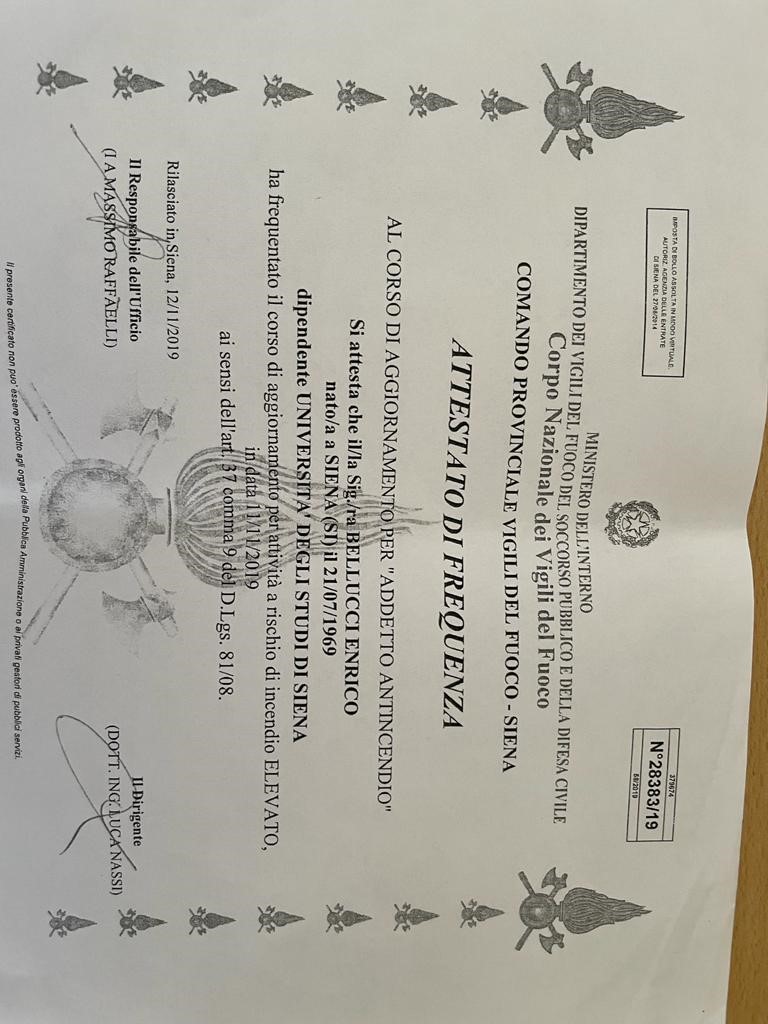 IMPOSTA DI BOLLO ASSOLTA IN MODO VIRTUALE.
AUTORIZ. AGENZIA DELLE ENTRATE
DI SIENA DEL 27/08/2014
379674
N°28383/19
88/2019
MINISTERO DELL'INTERNO
DIPARTIMENTO DEI VIGILI DEL FUOCO DEL SOCCORSO PUBBLICO E DELLA DIFESA CIVILE
Corpo Nazionale dei Vigili del Fuoco
COMANDO PROVINCIALE VIGILI DEL FUOCO - SIENA
ATTESTATO DI FREQUENZA
AL CORSO DI AGGIORNAMENTO PER "ADDETTO ANTINCENDIO"
Si attesta che il/la Sig./ra BELLUCCI ENRICO
nato/a a SIENA (SI) il 21/07/1969
dipendente UNIVERSITA' DEGLI STUDI DI SIENA
ha frequentato il corso di aggiornamento per attività a rischio di incendio ELEVATO,
in data 11/11/2019
ai sensi dell'art. 37 comma 9 del D.Lgs. 81/08.
Rilasciato in Siena, 12/11/2019
Il Responsabile dell'Ufficio
(I A MASSIMO RAFFAELLI)
Il Dirigente
(DOTT. ING. LUCA NASSI)
Il presente certificato non puo' essere prodotto agli organi della Pubblica Amministrazione o ai privati gestori di pubblici servizi.